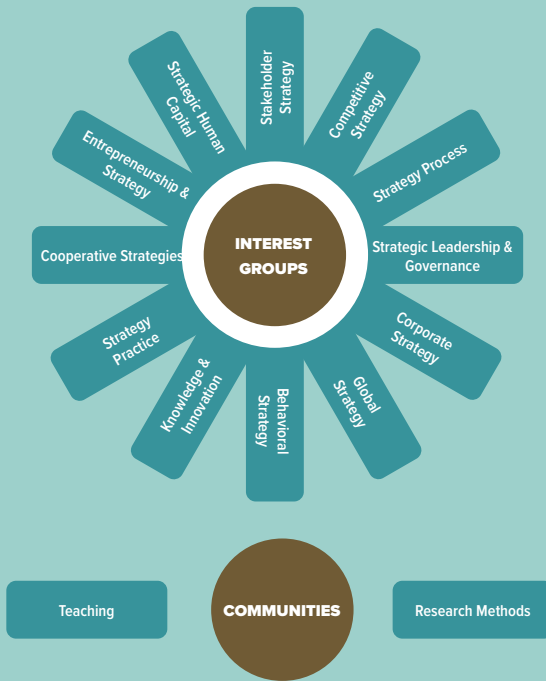 Stakeholder
Strategy
Competitive
Strategy
Strategy Process
Strategic Leadership &
Governance
Corporate
Strategy
Global
Strategy
Behavioral
Strategy
Knowledge &
Innovation
Strategy
Practice
Cooperative Strategies
Entrepreneurship &
Strategy
Strategic Human
Capital
INTEREST
GROUPS
Teaching
COMMUNITIES
Research Methods